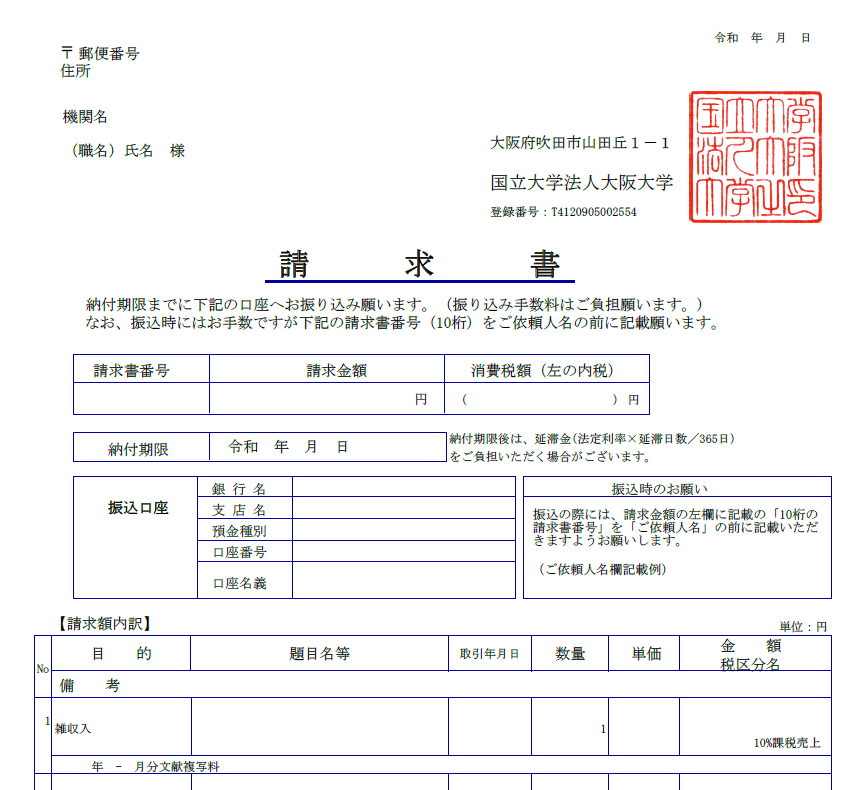 令和　年　月　日
〒郵便番号
住所
機関名
（職名）氏名　様
大阪府吹田市山田丘１－１
国立大学法人大阪大学
登録番号：T4120905002554
請　求　書
納付期限までに下記の口座へお振り込み願います。（振り込み手数料はご負担願います。）
なお、振込時にはお手数ですが下記の請求書番号（10桁）をご依頼人名の前に記載願います。
請求書番号　請求金額　消費税額（左の内税）
円　（　）円
納付期限　令和　年　月　日
納付期限後は、延滞金(法定利率×延滞日数／365日)
をご負担いただく場合がございます。
振込口座
銀行名
支店名
預金種別
口座番号
口座名義
振込時のお願い
振込の際には、請求金額の左欄に記載の「10桁の
請求書番号」を「ご依頼人名」の前に記載いただ
きますようお願いします。
（ご依頼人名欄記載例）
【請求額内訳】
単位：円
No　目　的　題目名等　取引年月日　数量　単価　金　額
税区分名
備　考
1　雑収入　1
10%課税売上
年　-　月分文献複写料